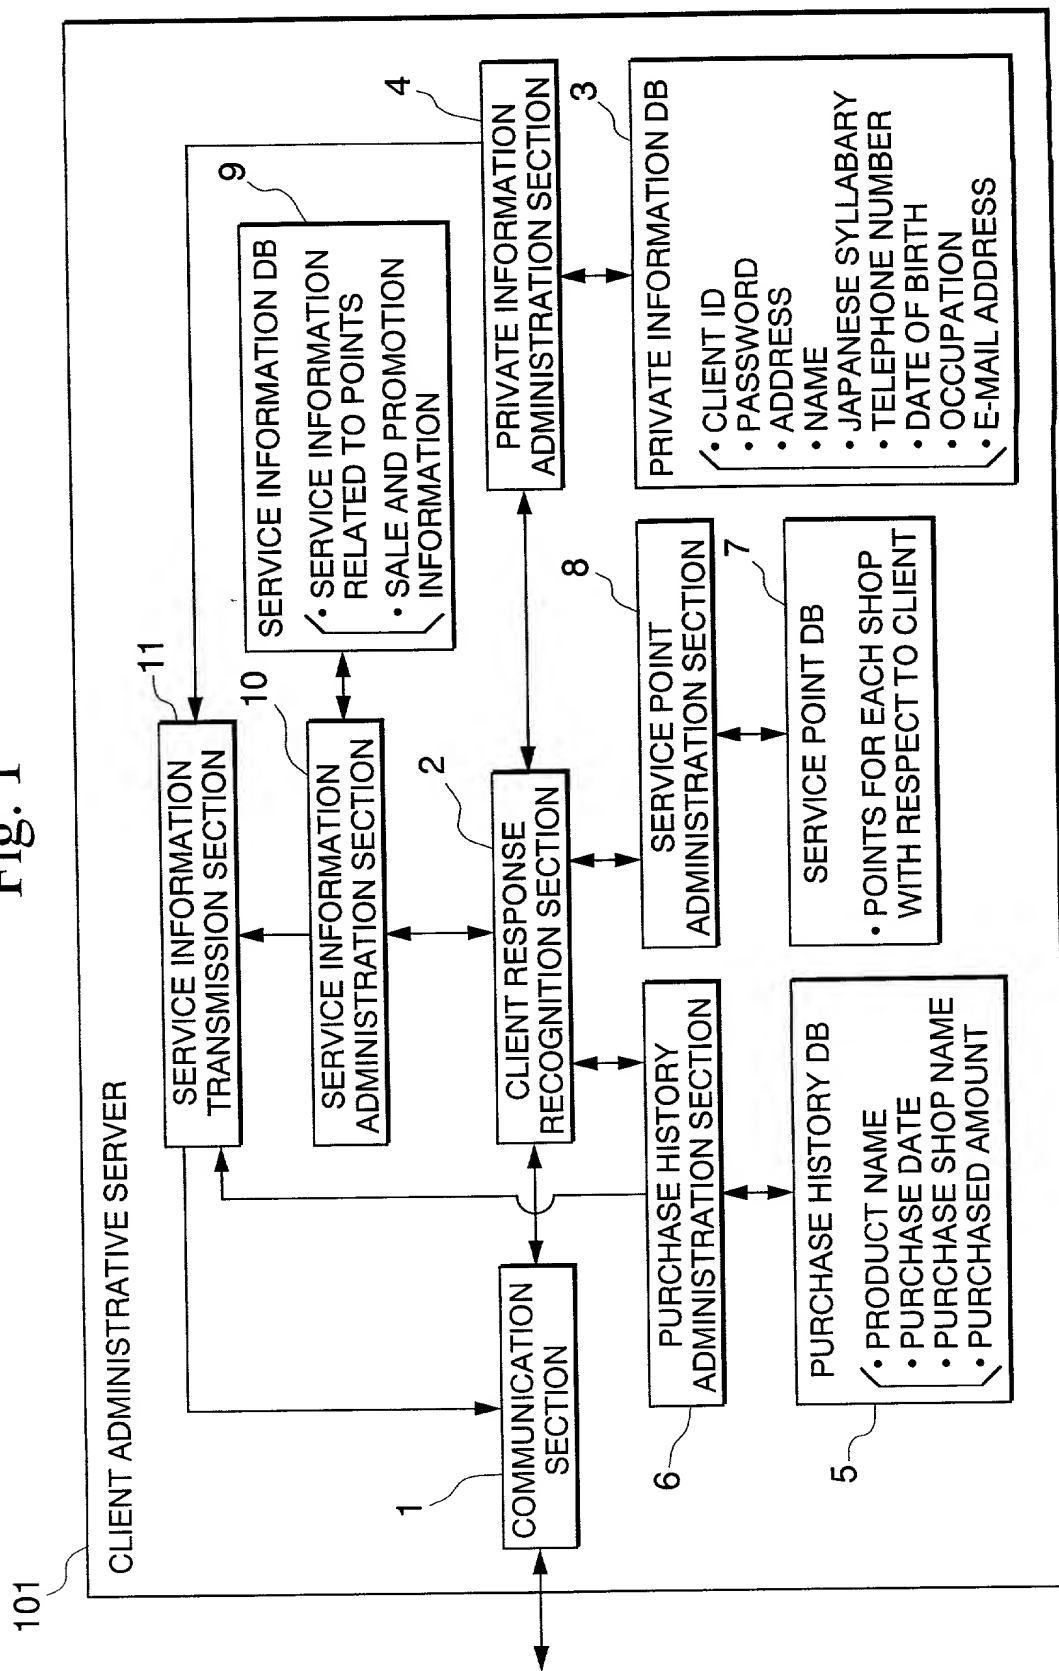 Fig. 1
101
CLIENT ADMINISTRATIVE SERVER
11
SERVICE INFORMATION
TRANSMISSION SECTION
9
SERVICE INFORMATION DB
• SERVICE INFORMATION
RELATED TO POINTS
• SALE AND PROMOTION
INFORMATION
10
SERVICE INFORMATION
ADMINISTRATION SECTION
4
PRIVATE INFORMATION
ADMINISTRATION SECTION
1
COMMUNICATION
SECTION
2
CLIENT RESPONSE
RECOGNITION SECTION
3
PRIVATE INFORMATION DB
• CLIENT ID
• PASSWORD
• ADDRESS
• NAME
• JAPANESE SYLLABARY
• TELEPHONE NUMBER
• DATE OF BIRTH
• OCCUPATION
• E-MAIL ADDRESS
6
PURCHASE HISTORY
ADMINISTRATION SECTION
8
SERVICE POINT
ADMINISTRATION SECTION
5
PURCHASE HISTORY DB
• PRODUCT NAME
• PURCHASE DATE
• PURCHASE SHOP NAME
• PURCHASED AMOUNT
7
SERVICE POINT DB
• POINTS FOR EACH SHOP
WITH RESPECT TO CLIENT